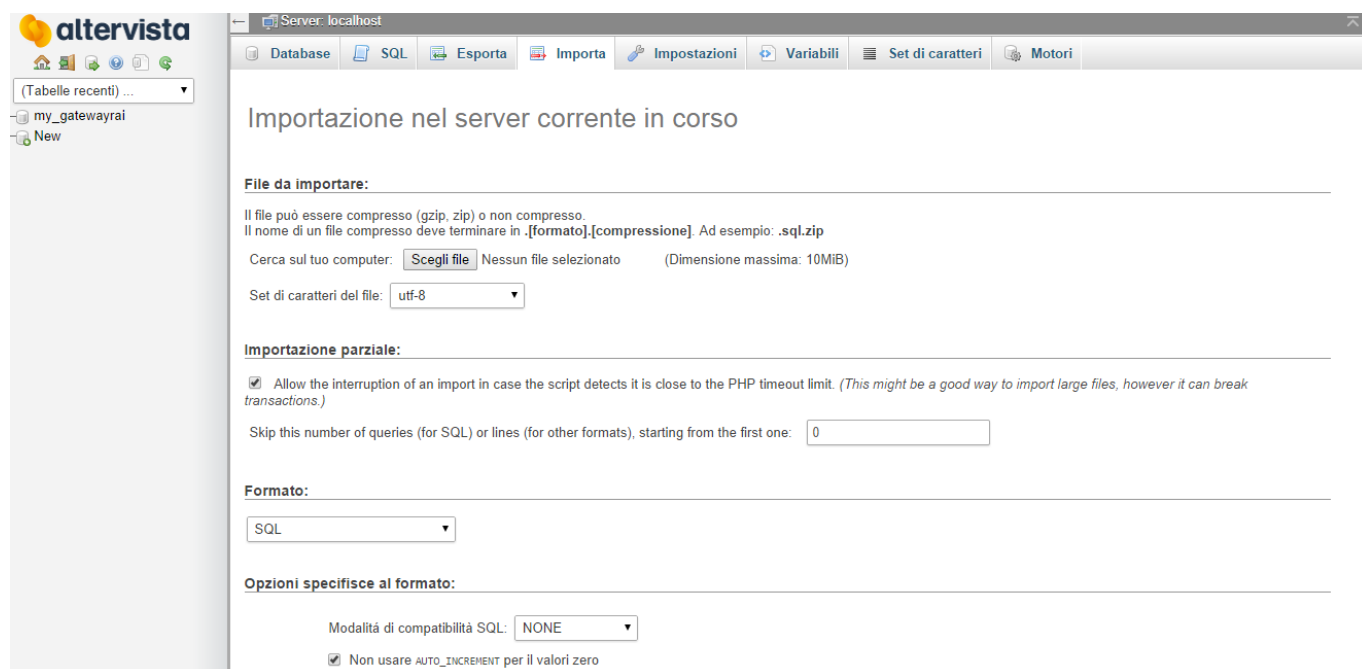 altervista
Server: localhost
Database SQL Esporta Importa Impostazioni Variabili Set di caratteri Motori
(Tabelle recenti) ...
my_gatewayrai
New
Importazione nel server corrente in corso
File da importare:
Il file può essere compresso (gzip, zip) o non compresso.
Il nome di un file compresso deve terminare in .[formato].[compressione]. Ad esempio: .sql.zip
Cerca sul tuo computer: Scegli file Nessun file selezionato (Dimensione massima: 10MiB)
Set di caratteri del file: utf-8
Importazione parziale:
Allow the interruption of an import in case the script detects it is close to the PHP timeout limit. (This might be a good way to import large files, however it can break
transactions.)
Skip this number of queries (for SQL) or lines (for other formats), starting from the first one: 0
Formato:
SQL
Opzioni specifisce al formato:
Modalitá di compatibilitá SQL: NONE
Non usare AUTO_INCREMENT per il valori zero